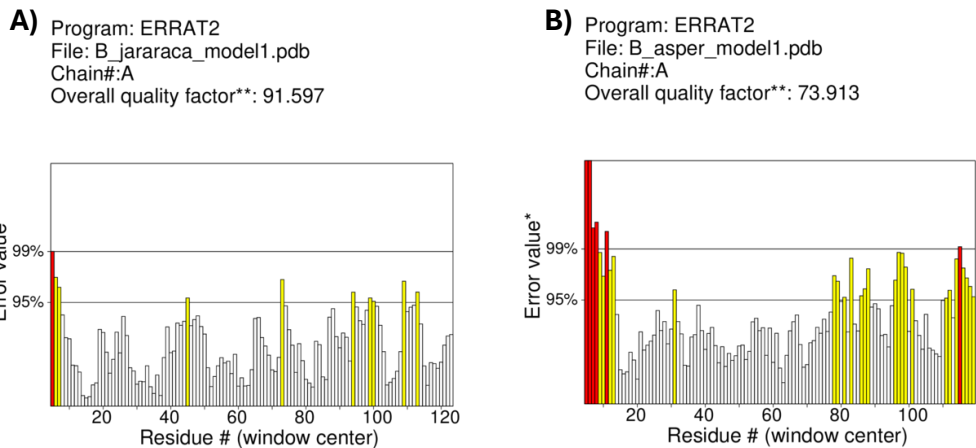 A)
Program: ERRAT2
File: B_jararaca_model1.pdb
Chain#:A
Overall quality factor**: 91.597
Error value
99%
95%
20 40 60 80 100 120
Residue # (window center)
B)
Program: ERRAT2
File: B_asper_model1.pdb
Chain#:A
Overall quality factor**: 73.913
Error value*
99%
95%
20 40 60 80 100
Residue # (window center)